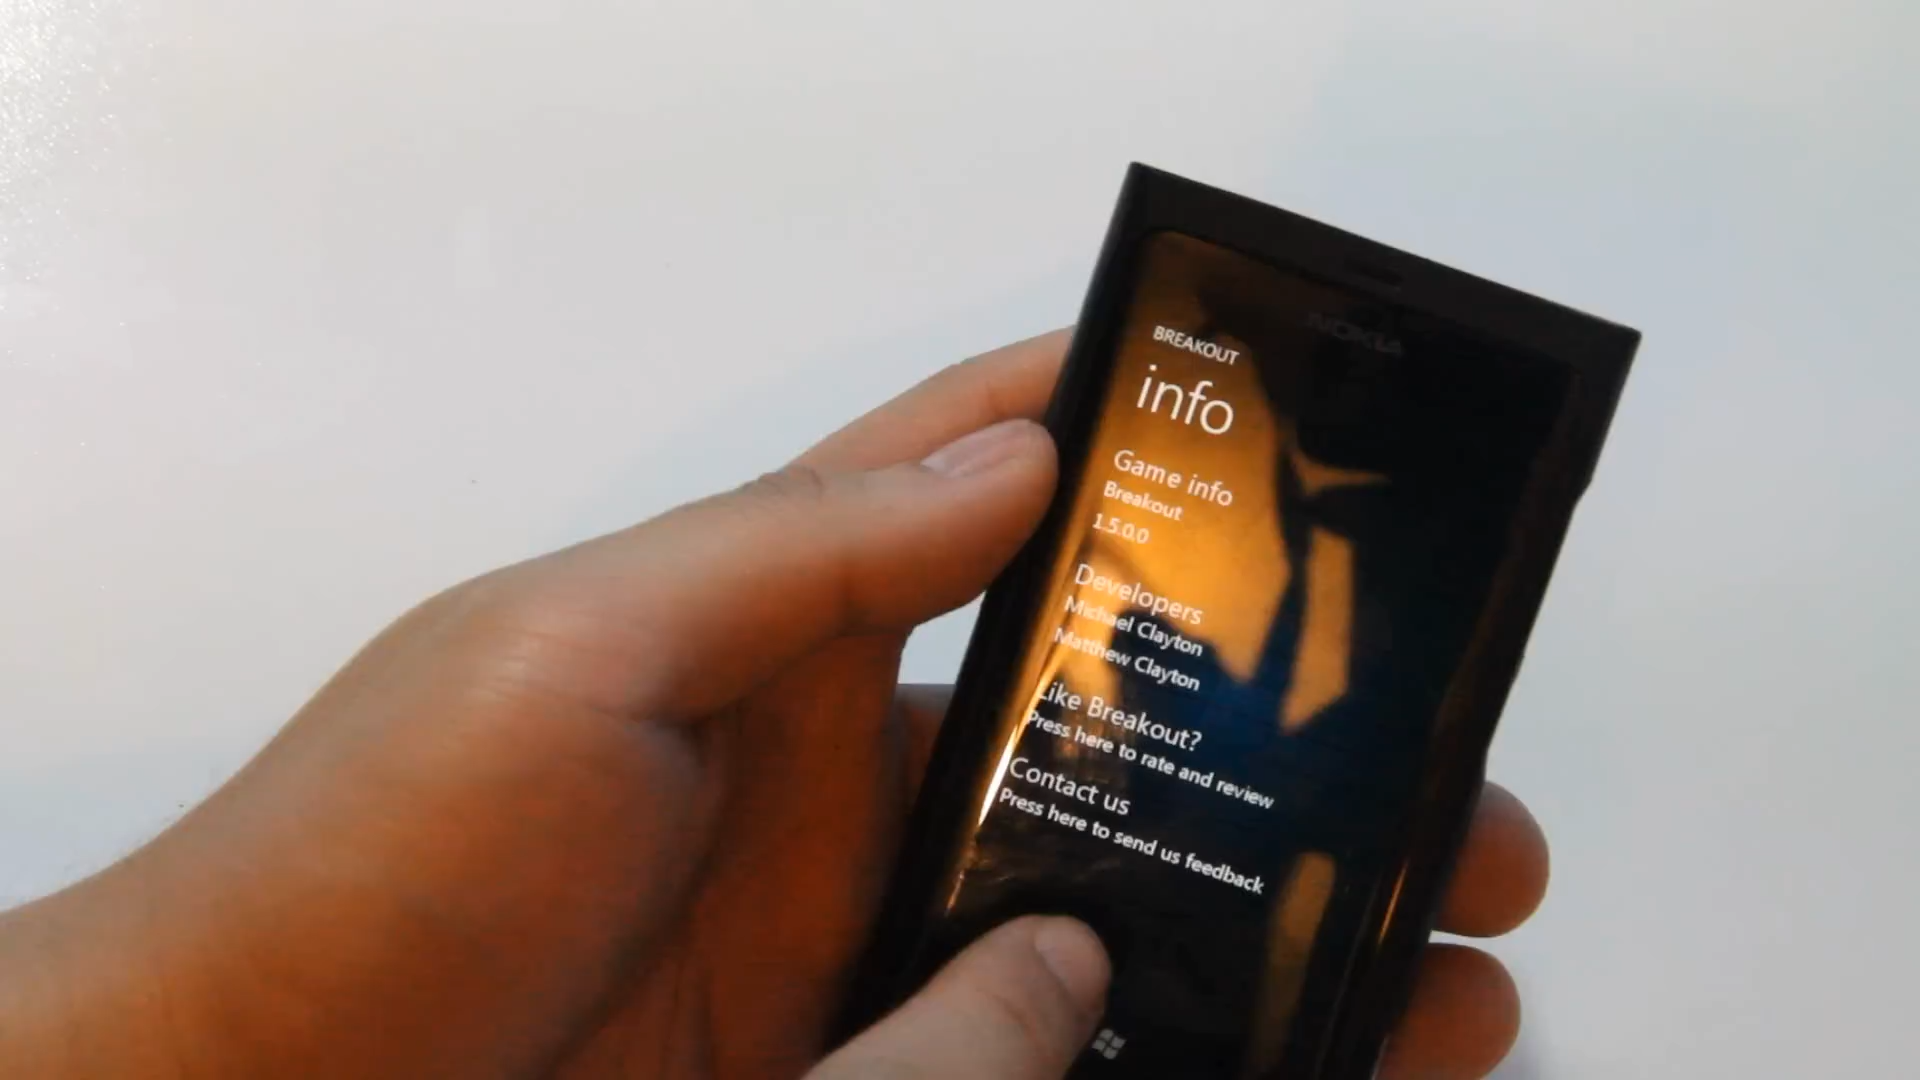 NOKIA
BREAKOUT
info
Game info
Breakout
1.5.0.0
Developers
Michael Clayton
Matthew Clayton
Like Breakout?
Press here to rate and review
Contact us
Press here to send us feedback